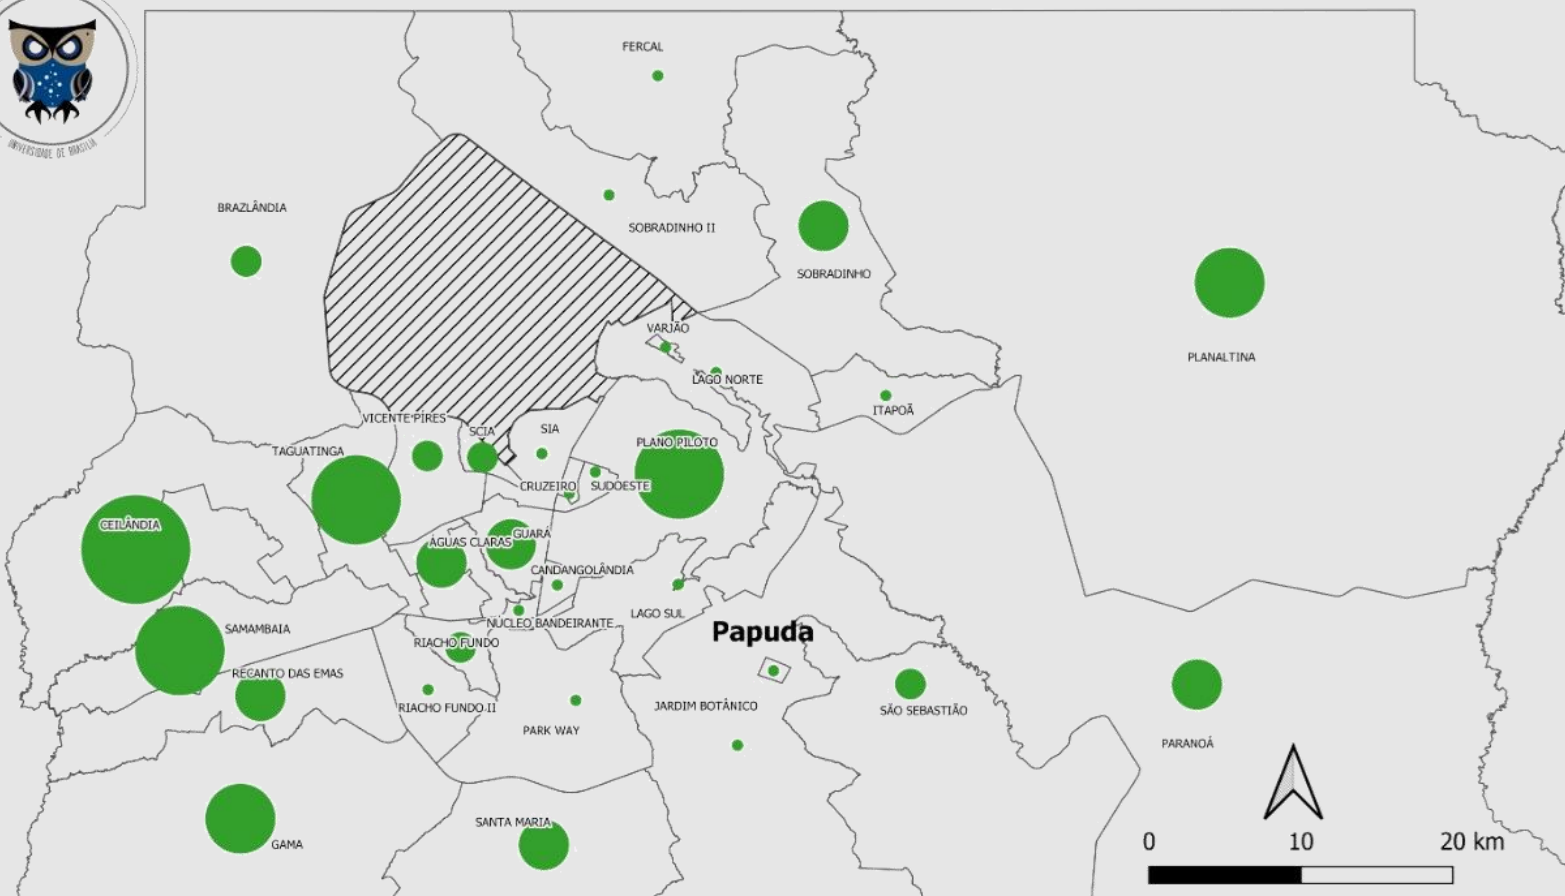 UNIVERSIDADE DE BRASÍLIA
FERCAL
BRAZLÂNDIA
SOBRADINHO II
SOBRADINHO
VARJÃO
PLANALTINA
LAGO NORTE
ITAPOÃ
VICENTE PIRES
SCIA
SIA
PLANO PILOTO
TAGUATINGA
CRUZEIRO
SUDOESTE
CEILÂNDIA
ÁGUAS CLARAS
GUARÁ
CANDANGOLÂNDIA
LAGO SUL
NÚCLEO BANDEIRANTE
SAMAMBAIA
Papuda
RIACHO FUNDO
RECANTO DAS EMAS
RIACHO FUNDO II
JARDIM BOTÂNICO
SÃO SEBASTIÃO
PARK WAY
PARANOÁ
SANTA MARIA
GAMA
0 10 20 km